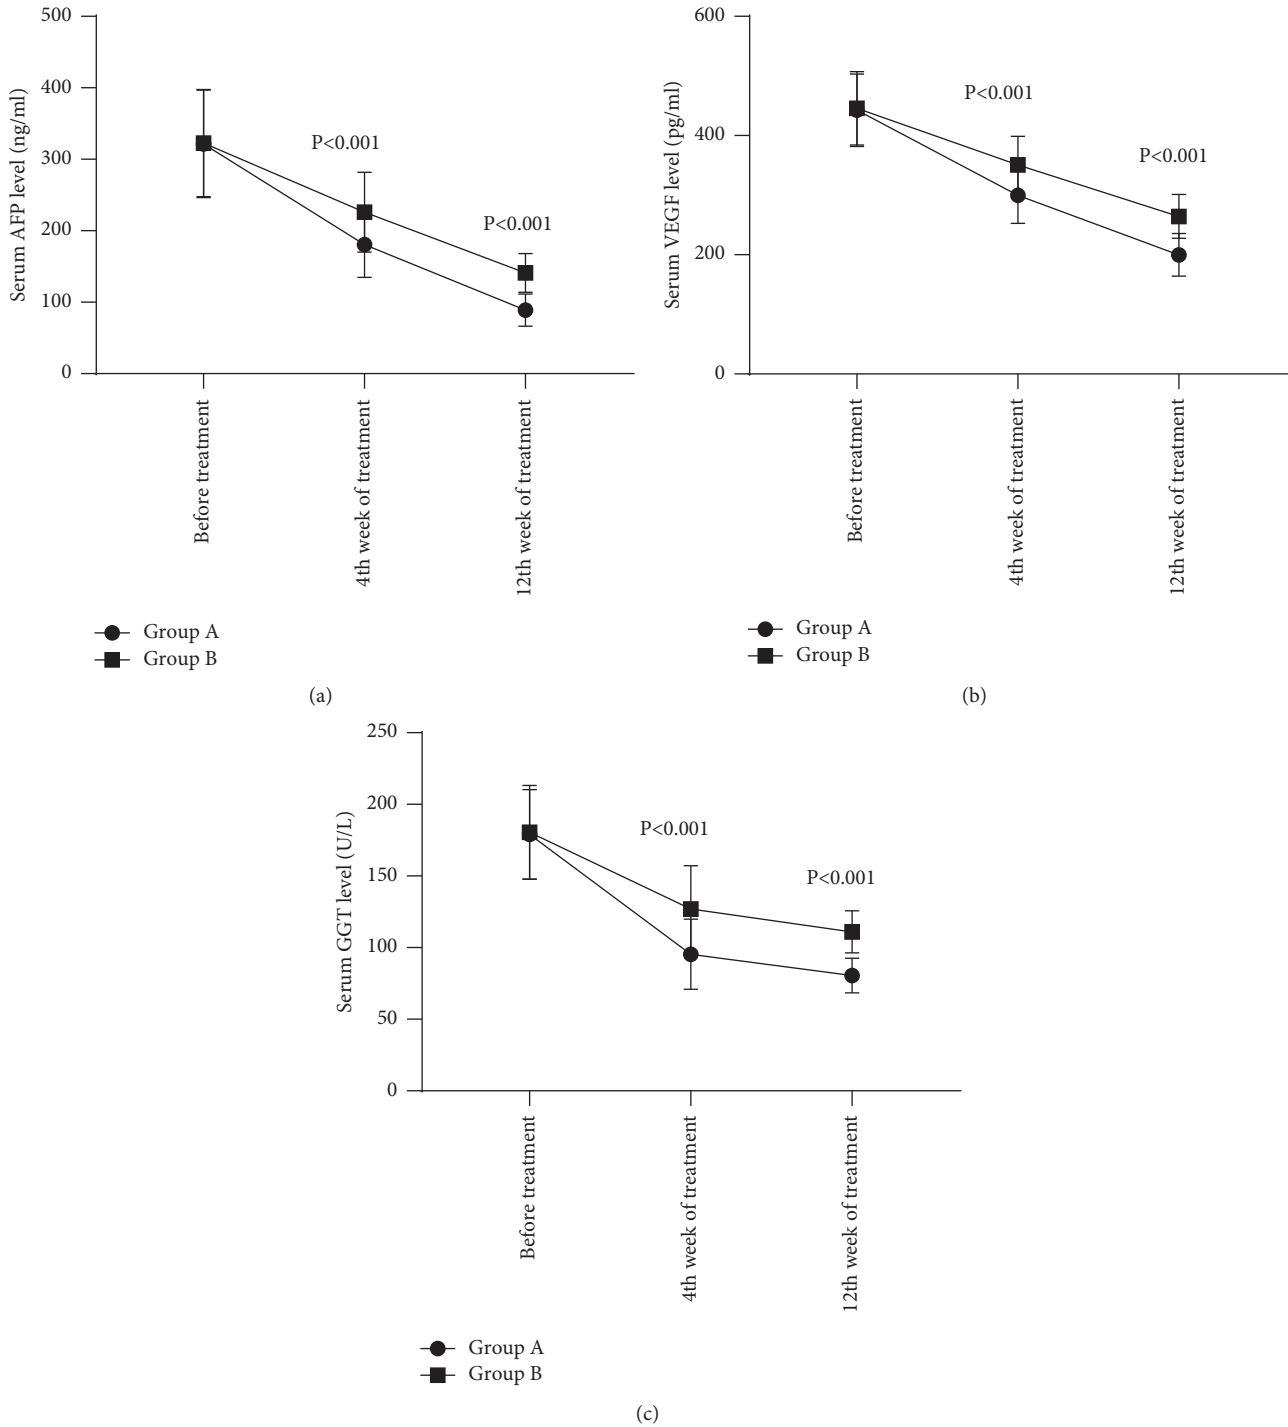 500
400
300
200
100
0
Serum AFP level (ng/ml)
P<0.001
P<0.001
Before treatment
4th week of treatment
12th week of treatment
Group A
Group B
(a)
600
400
200
0
Serum VEGF level (pg/ml)
P<0.001
P<0.001
Before treatment
4th week of treatment
12th week of treatment
Group A
Group B
(b)
250
200
150
100
50
0
Serum GGT level (U/L)
P<0.001
P<0.001
Before treatment
4th week of treatment
12th week of treatment
Group A
Group B
(c)